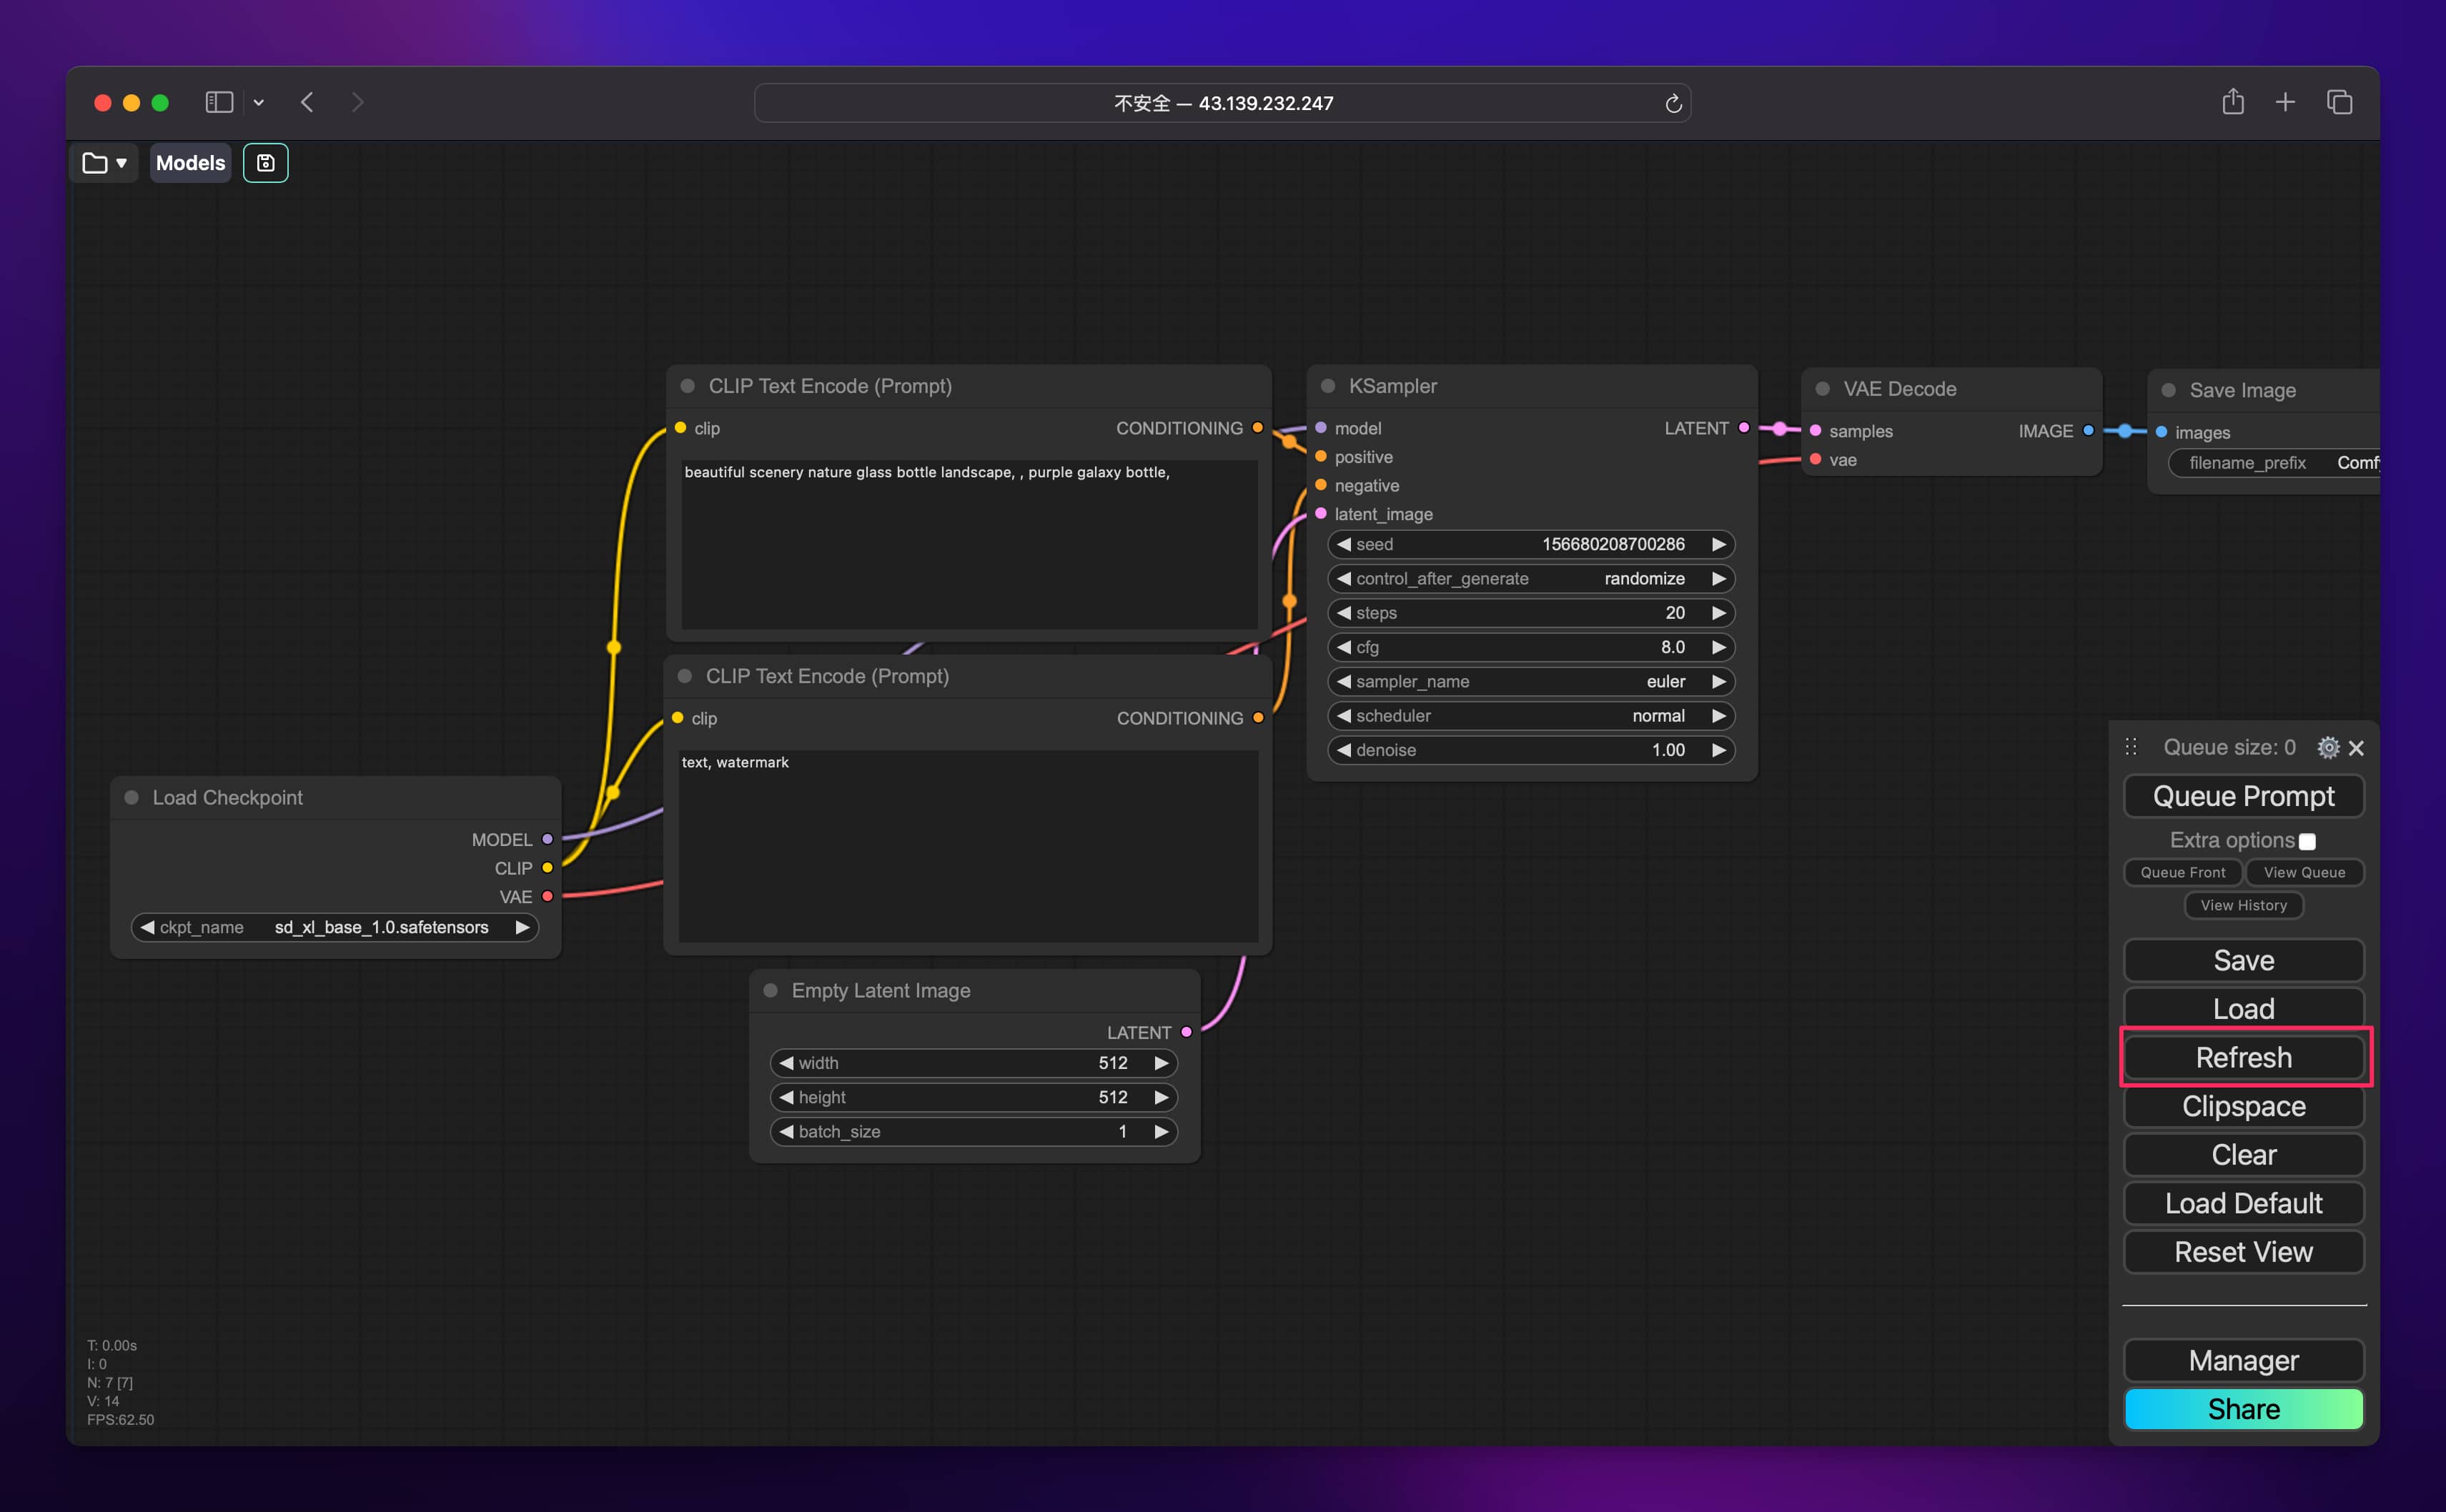 不安全 — 43.139.232.247
Models
CLIP Text Encode (Prompt)
clip
CONDITIONING
beautiful scenery nature glass bottle landscape, , purple galaxy bottle,
CLIP Text Encode (Prompt)
clip
CONDITIONING
text, watermark
Load Checkpoint
MODEL
CLIP
VAE
ckpt_name sd_xl_base_1.0.safetensors
Empty Latent Image
LATENT
width 512
height 512
batch_size 1
KSampler
model
LATENT
positive
negative
latent_image
seed 156680208700286
control_after_generate randomize
steps 20
cfg 8.0
sampler_name euler
scheduler normal
denoise 1.00
VAE Decode
samples
IMAGE
vae
Save Image
images
filename_prefix Comfy
Queue size: 0
Queue Prompt
Extra options
Queue Front
View Queue
View History
Save
Load
Refresh
Clipspace
Clear
Load Default
Reset View
Manager
Share
T: 0.00s
I: 0
N: 7 [7]
V: 14
FPS:62.50